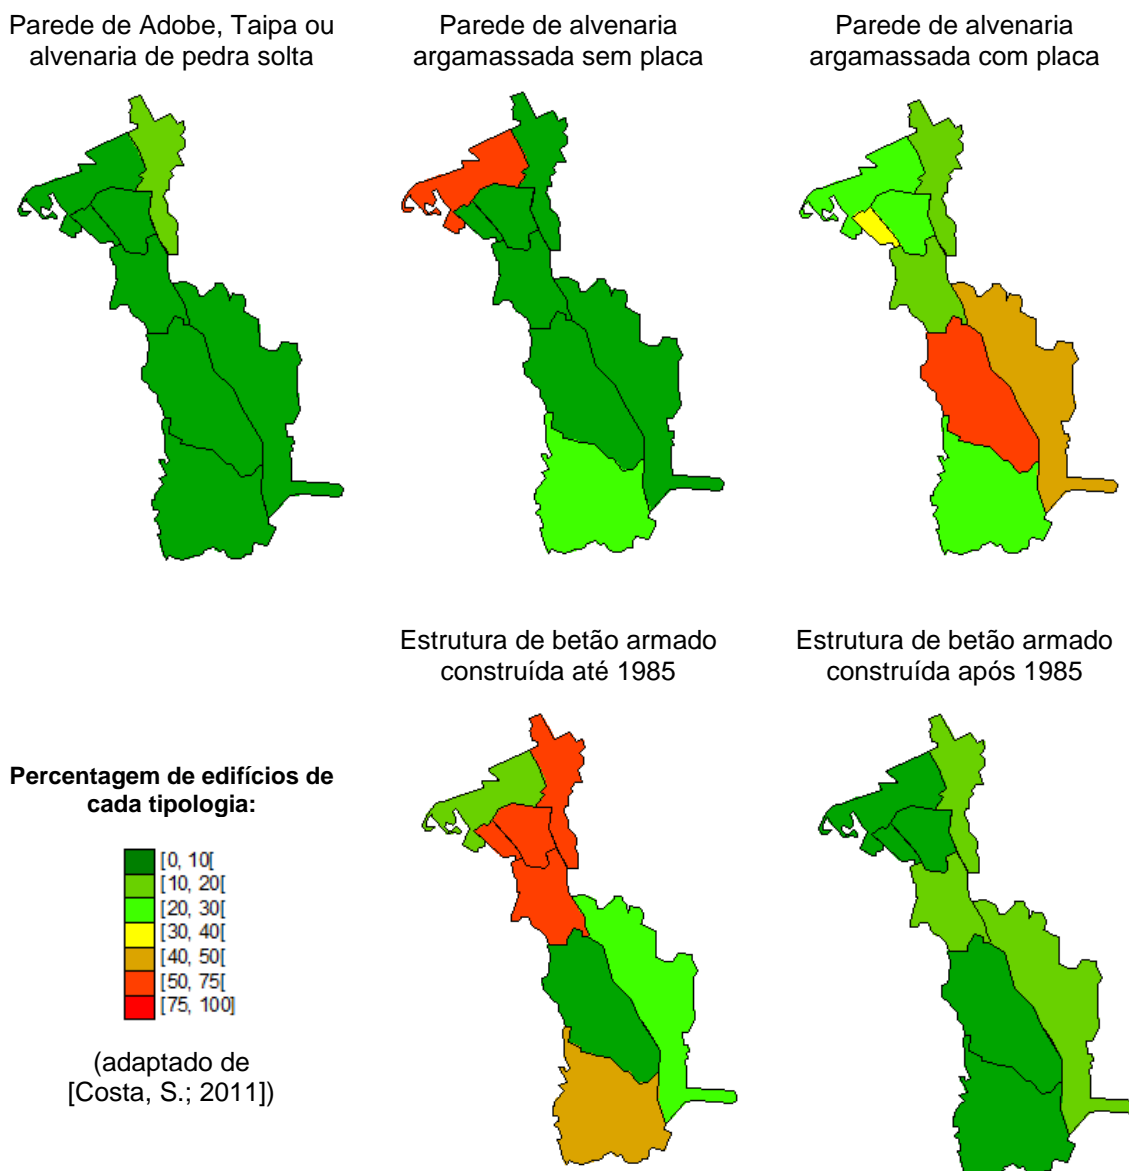 Parede de Adobe, Taipa ou
alvenaria de pedra solta
Parede de alvenaria
argamassada sem placa
Parede de alvenaria
argamassada com placa
Estrutura de betão armado
construída até 1985
Estrutura de betão armado
construída após 1985
Percentagem de edifícios de
cada tipologia:
[0, 10[
[10, 20[
[20, 30[
[30, 40[
[40, 50[
[50, 75[
[75, 100]
(adaptado de
[Costa, S.; 2011])